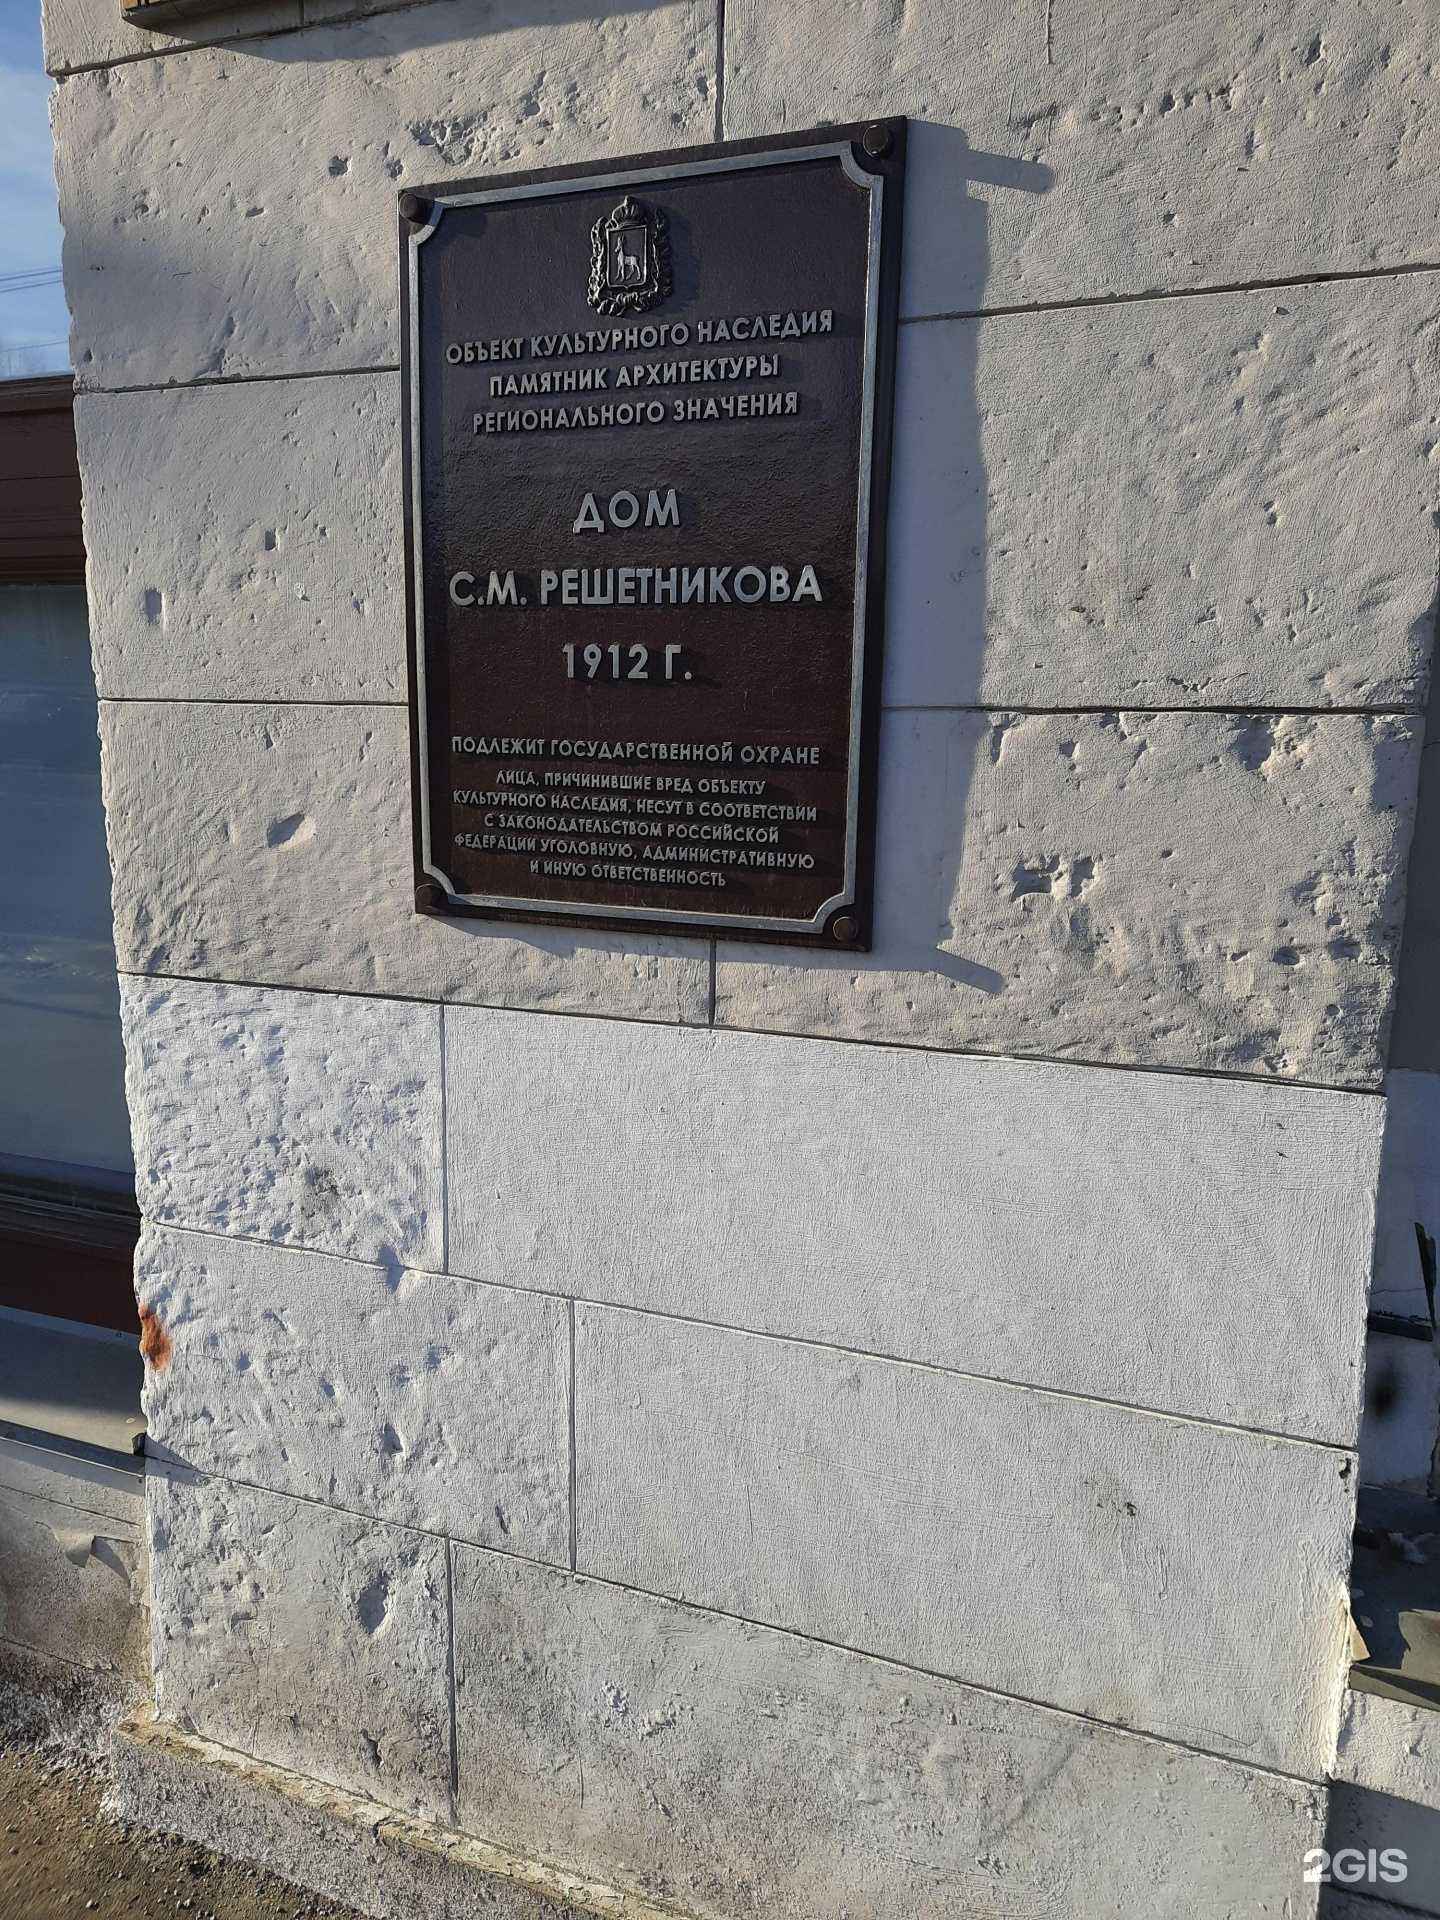 ОБЪЕКТ КУЛЬТУРНОГО НАСЛЕДИЯ
ПАМЯТНИК АРХИТЕКТУРЫ
РЕГИОНАЛЬНОГО ЗНАЧЕНИЯ
ДОМ
С.М. РЕШЕТНИКОВА
1912 Г.
ПОДЛЕЖИТ ГОСУДАРСТВЕННОЙ ОХРАНЕ
ЛИЦА, ПРИЧИНИВШИЕ ВРЕД ОБЪЕКТУ
КУЛЬТУРНОГО НАСЛЕДИЯ, НЕСУТ В СООТВЕТСТВИИ
С ЗАКОНОДАТЕЛЬСТВОМ РОССИЙСКОЙ
ФЕДЕРАЦИИ УГОЛОВНУЮ, АДМИНИСТРАТИВНУЮ
И ИНУЮ ОТВЕТСТВЕННОСТЬ
2GIS